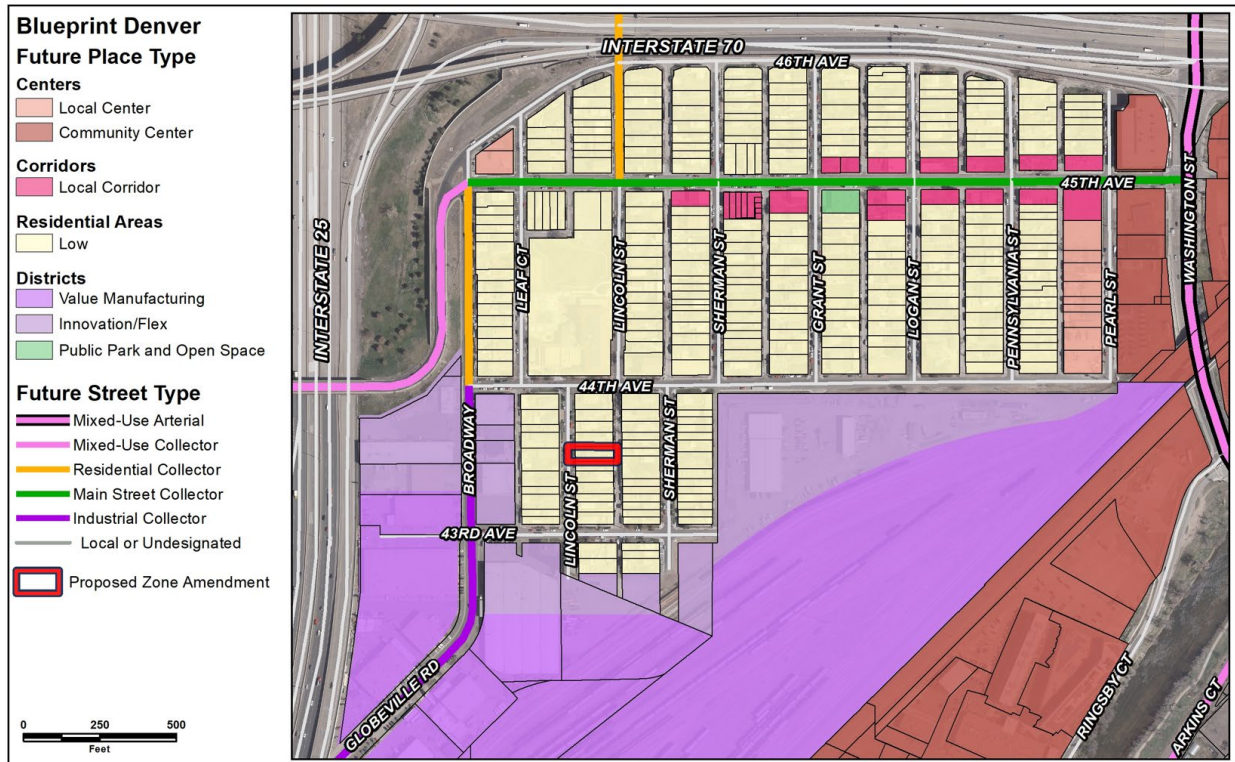 Blueprint Denver
Future Place Type
Centers
Local Center
Community Center
Corridors
Local Corridor
Residential Areas
Low
Districts
Value Manufacturing
Innovation/Flex
Public Park and Open Space
Future Street Type
Mixed-Use Arterial
Mixed-Use Collector
Residential Collector
Main Street Collector
Industrial Collector
Local or Undesignated
Proposed Zone Amendment
0 250 500
Feet
INTERSTATE 70
46TH AVE
45TH AVE
WASHINGTON ST
INTERSTATE 25
LEAF CT
LINCOLN ST
SHERMAN ST
GRANT ST
LOGAN ST
PENNSYLVANIA ST
PEARL ST
44TH AVE
BROADWAY
LINCOLN ST
SHERMAN ST
43RD AVE
GLOBEVILLE RD
RINGSBY CT
ARKINS CT